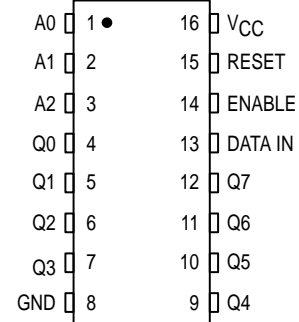 A0 1 16 VCC
A1 2 15 RESET
A2 3 14 ENABLE
Q0 4 13 DATA IN
Q1 5 12 Q7
Q2 6 11 Q6
Q3 7 10 Q5
GND 8 9 Q4